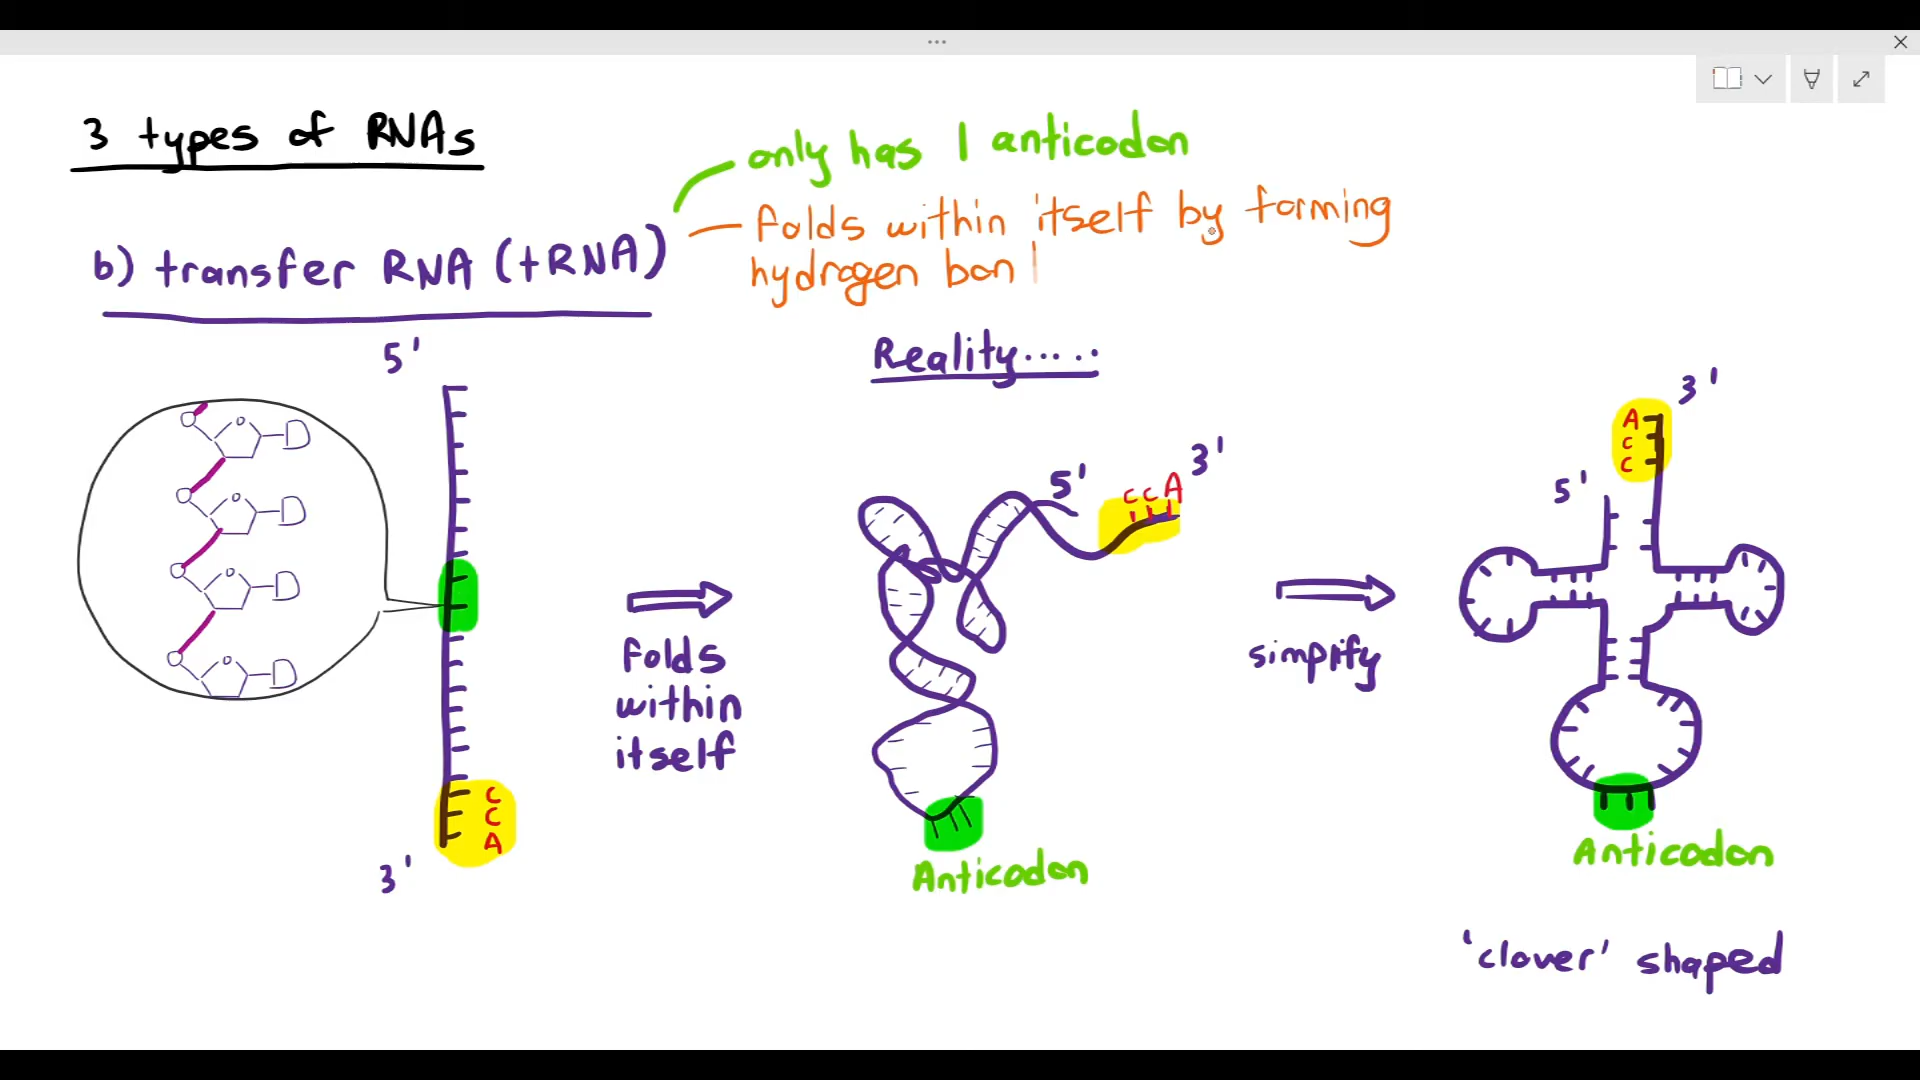 3 types of RNAs
only has 1 anticodon
folds within itself by forming
hydrogen bon
b) transfer RNA (tRNA)
5'
Reality.....
3'
A
C
C
5'
3'
5'
C C A
O
O
D
O
O
D
O
O
D
O
O
D
folds
within
itself
simplify
C
C
A
3'
Anticodon
Anticodon
'clover' shaped